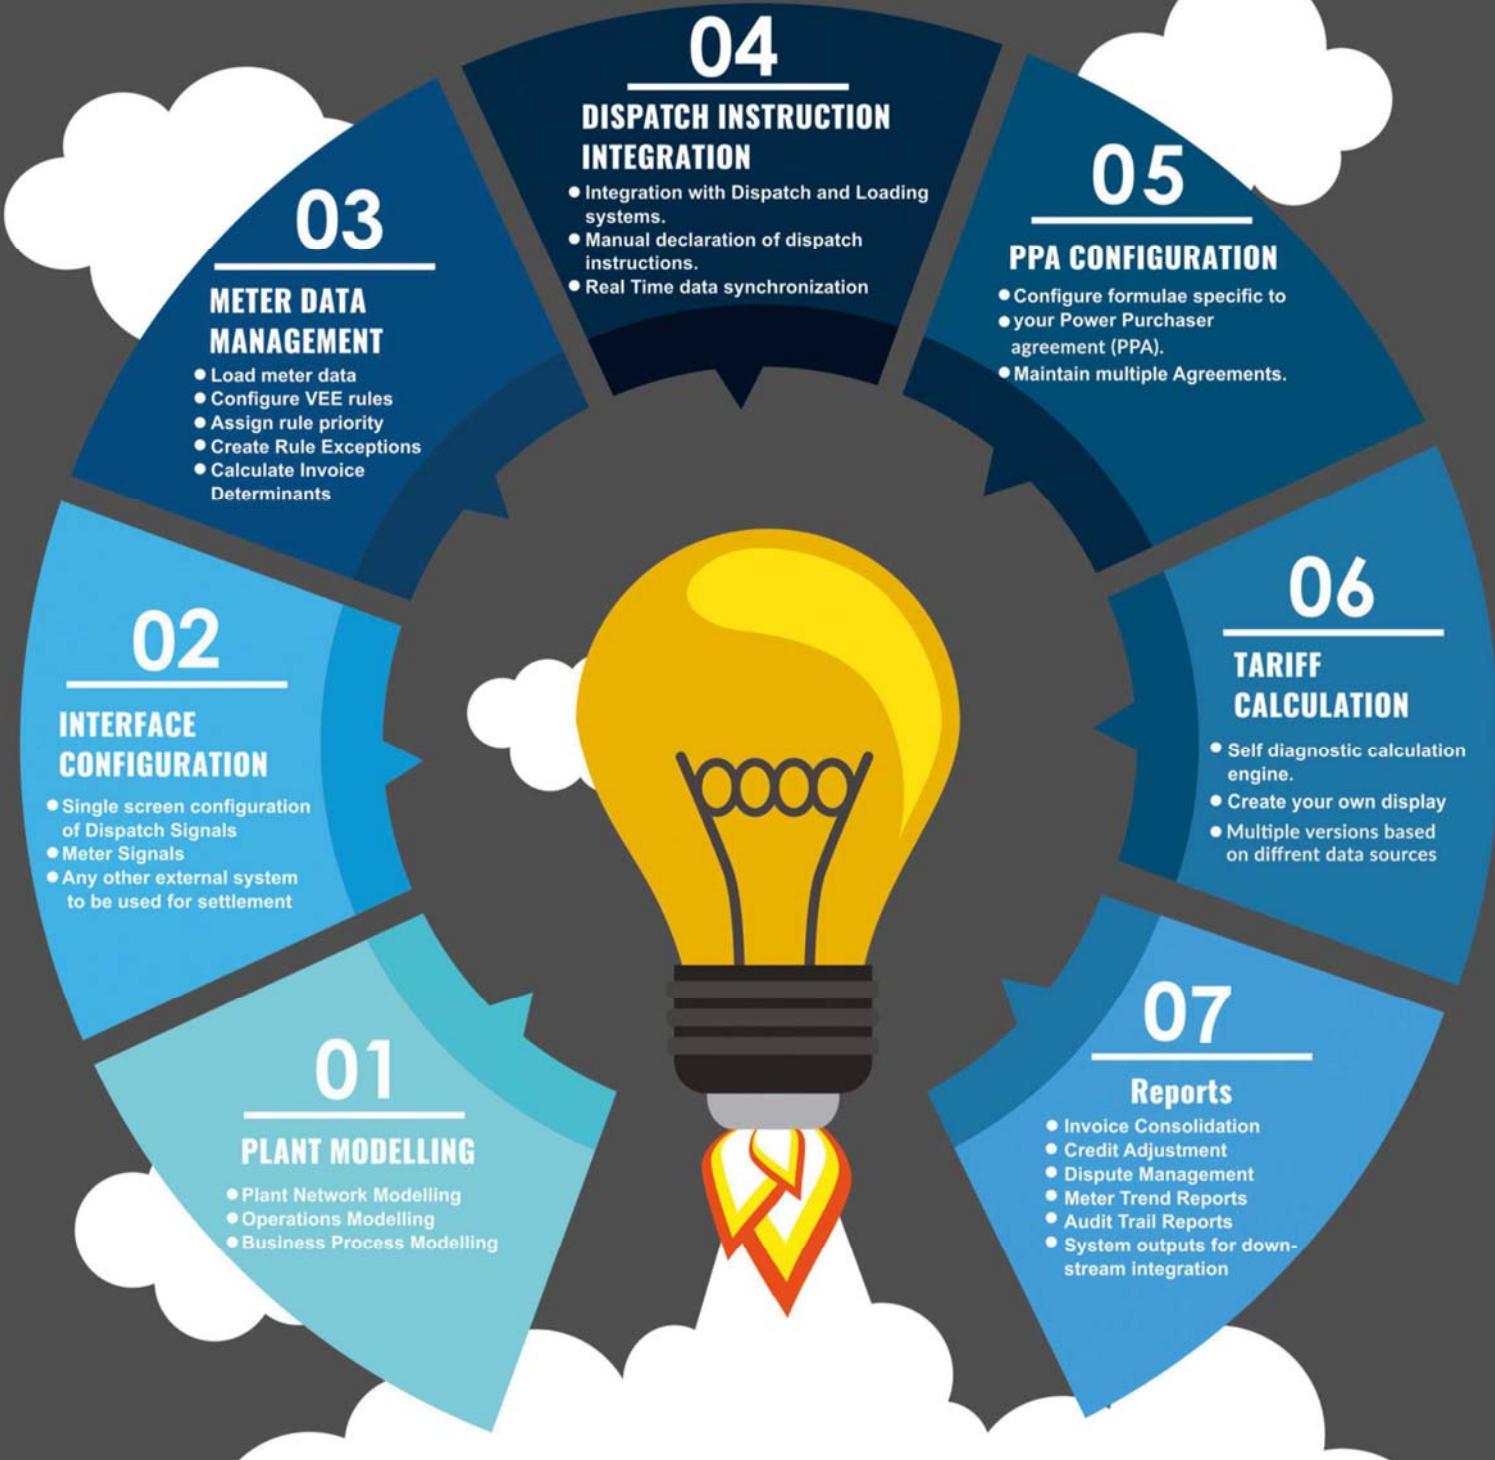 01
PLANT MODELLING
● Plant Network Modelling
● Operations Modelling
● Business Process Modelling
02
INTERFACE
CONFIGURATION
● Single screen configuration
of Dispatch Signals
● Meter Signals
● Any other external system
to be used for settlement
03
METER DATA
MANAGEMENT
● Load meter data
● Configure VEE rules
● Assign rule priority
● Create Rule Exceptions
● Calculate Invoice
Determinants
04
DISPATCH INSTRUCTION
INTEGRATION
● Integration with Dispatch and Loading
systems.
● Manual declaration of dispatch
instructions.
● Real Time data synchronization
05
PPA CONFIGURATION
● Configure formulae specific to
● your Power Purchaser
agreement (PPA).
● Maintain multiple Agreements.
06
TARIFF
CALCULATION
● Self diagnostic calculation
engine.
● Create your own display
● Multiple versions based
on diffrent data sources
07
Reports
● Invoice Consolidation
● Credit Adjustment
● Dispute Management
● Meter Trend Reports
● Audit Trail Reports
● System outputs for down-
stream integration